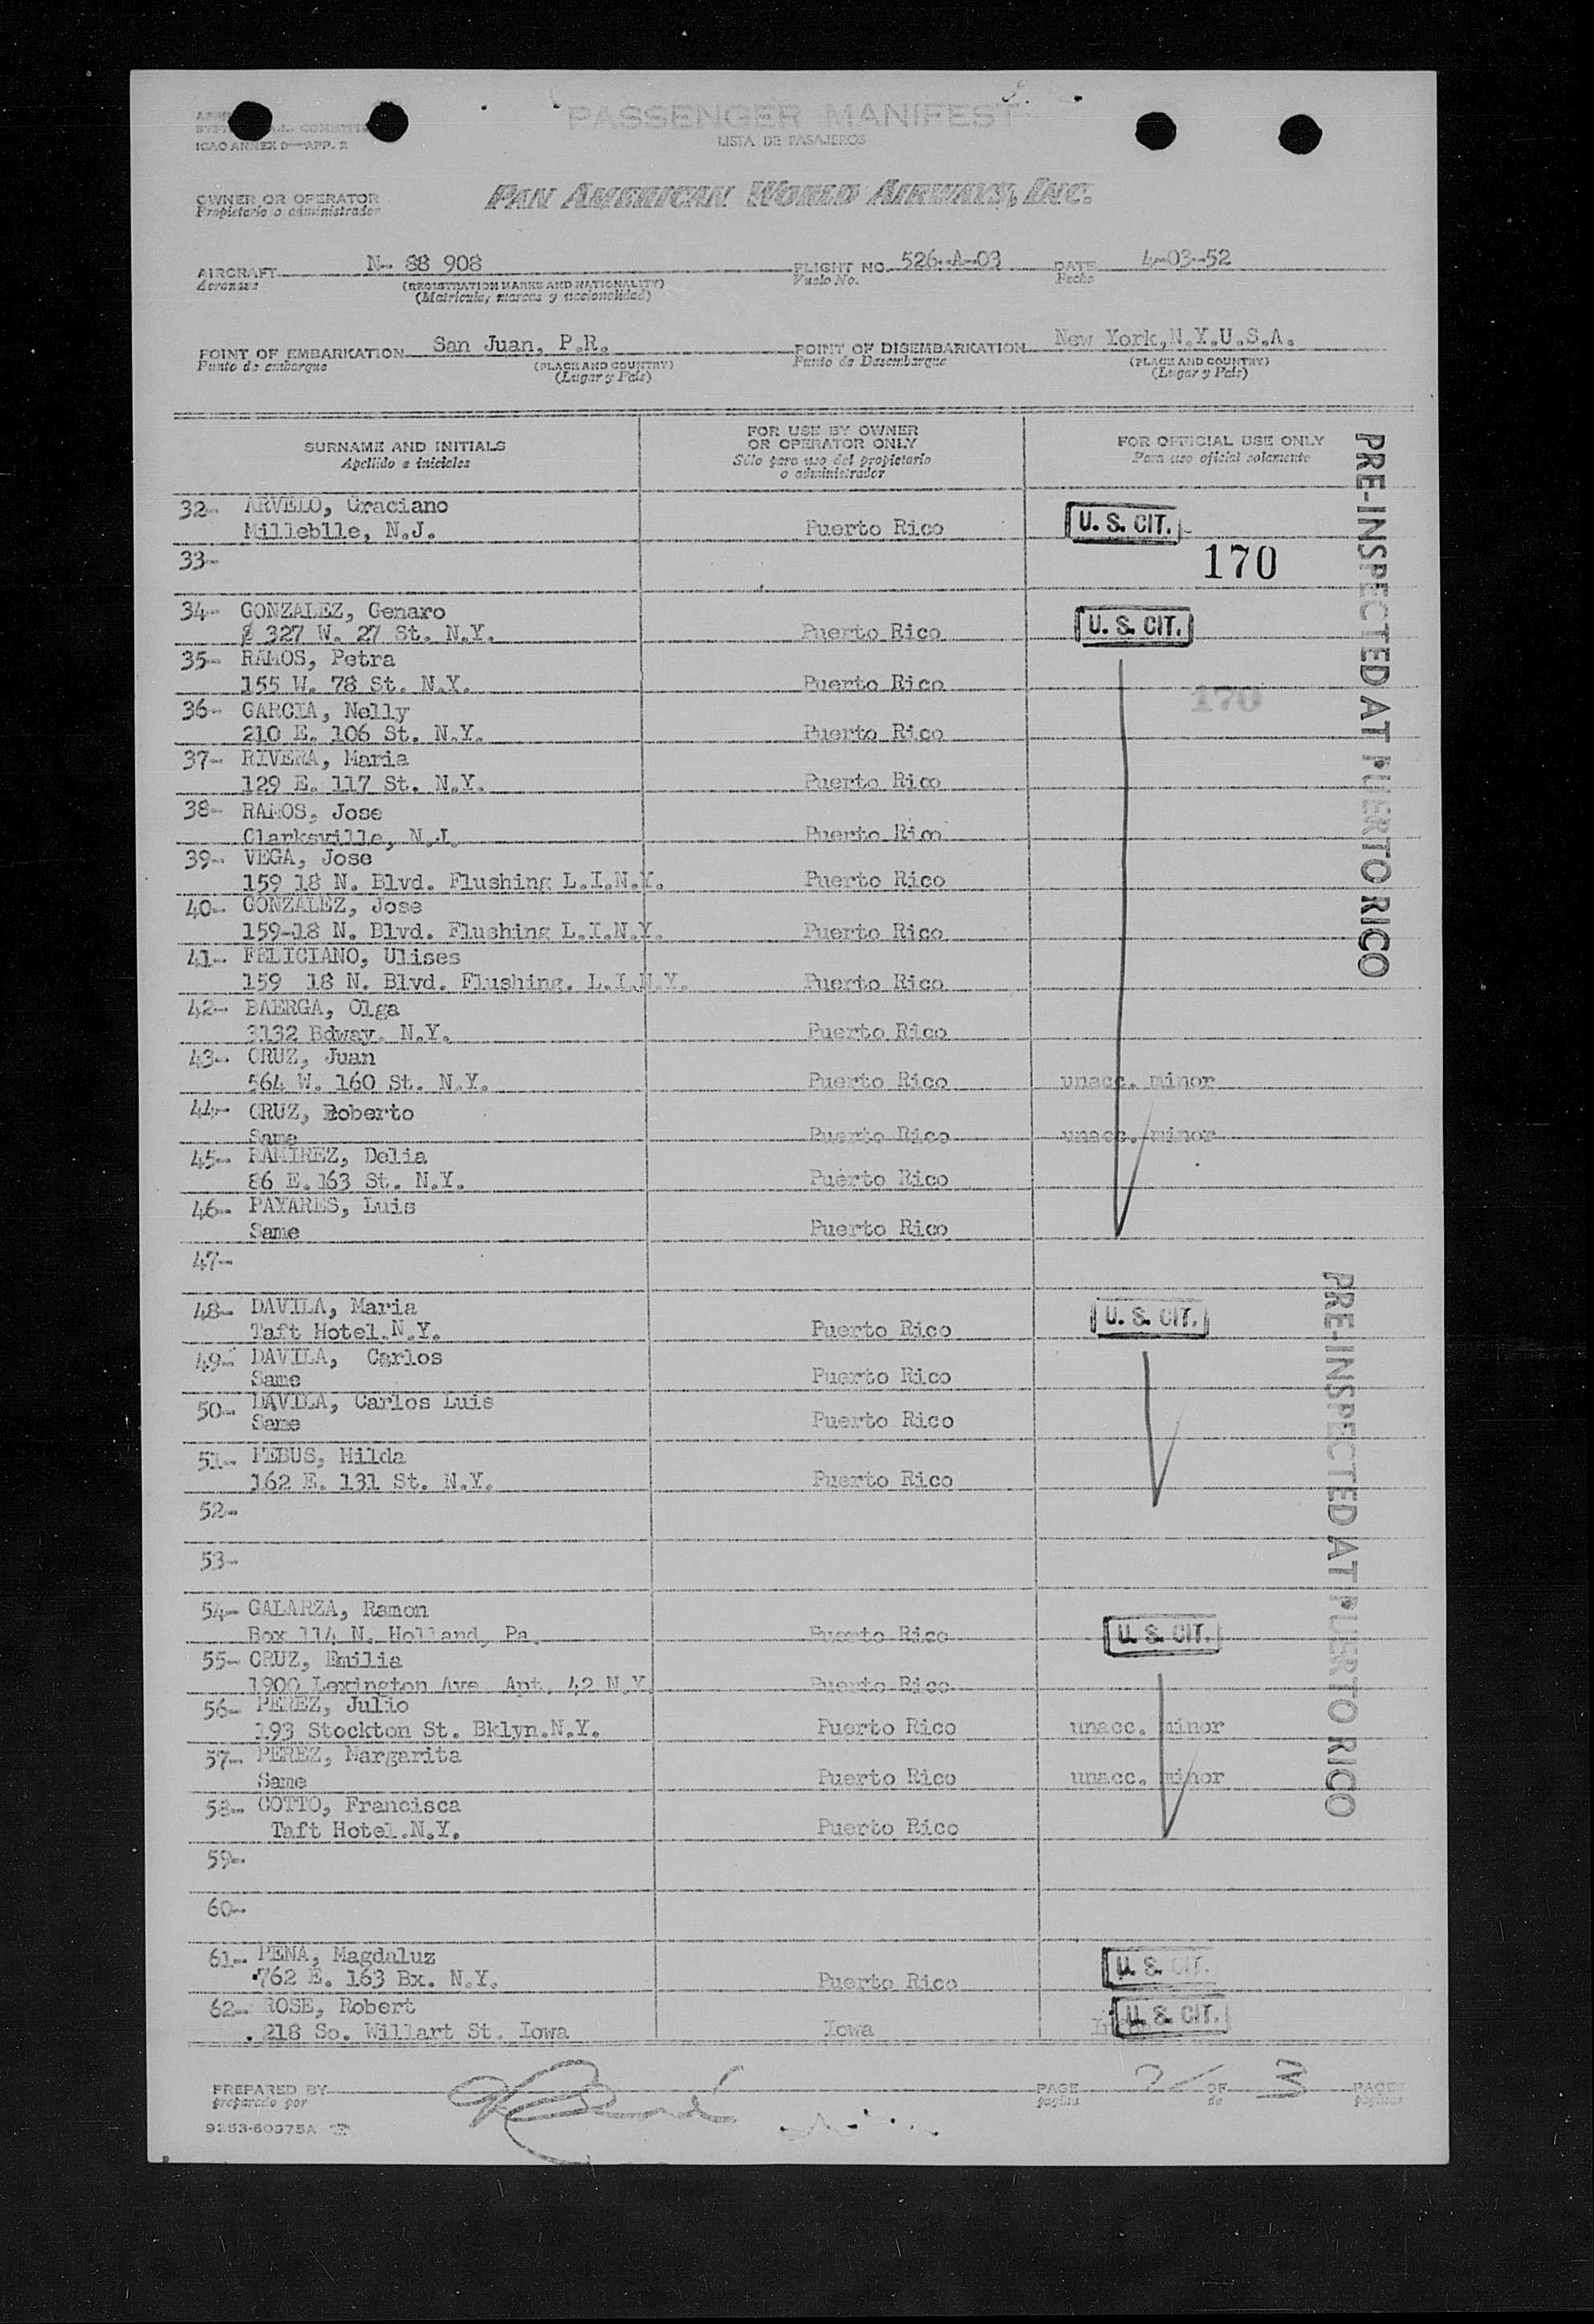 PASSENGER MANIFEST
LISTA DE PASAJEROS
ICAO ANNEX 9—APP. 2
OWNER OR OPERATOR
Propietario o administrador
PAN AMERICAN WORLD AIRWAYS, INC.
AIRCRAFT N- 88 908 FLIGHT NO. 526-A-03 DATE 4-03-52
Aeronave (REGISTRATION MARKS AND NATIONALITY) Vuelo No. Fecha
(Matricula, marcas y nacionalidad)
POINT OF EMBARKATION San Juan, P.R. POINT OF DISEMBARKATION New York,N.Y.U.S.A.
Punto de embarque (PLACE AND COUNTRY) Punto de Desembarque (PLACE AND COUNTRY)
(Lugar y País) (Lugar y País)
SURNAME AND INITIALS
Apellido e iniciales
FOR USE BY OWNER
OR OPERATOR ONLY
Sólo para uso del propietario
o administrador
FOR OFFICIAL USE ONLY
Para uso oficial solamente
32- ARVELO, Graciano
Milleblle, N.J. Puerto Rico U. S. CIT.
33- 170
34- GONZALEZ, Genaro
327 W. 27 St. N.Y. Puerto Rico U. S. CIT.
35- RAMOS, Petra
155 W. 78 St. N.Y. Puerto Rico 170
36- GARCIA, Nelly
210 E. 106 St. N.Y. Puerto Rico
37- RIVERA, Maria
129 E. 117 St. N.Y. Puerto Rico
38- RAMOS, Jose
Clarksville, N.J. Puerto Rico
39- VEGA, Jose
159 18 N. Blvd. Flushing L.I.N.Y. Puerto Rico
40- GONZALEZ, Jose
159-18 N. Blvd. Flushing L.I.N.Y. Puerto Rico
41- FELICIANO, Ulises
159 18 N. Blvd. Flushing. L.I.N.Y. Puerto Rico
42- BAERGA, Olga
3132 Bdway. N.Y. Puerto Rico
43- CRUZ, Juan
564 W. 160 St. N.Y. Puerto Rico unacc. minor
44- CRUZ, Roberto
Same Puerto Rico unacc. minor
45- RAMIREZ, Delia
86 E. 163 St. N.Y. Puerto Rico
46- PAXARES, Luis
Same Puerto Rico
47-
48- DAVILA, Maria
Taft Hotel.N.Y. Puerto Rico U. S. CIT.
49- DAVILA, Carlos
Same Puerto Rico
50- DAVILA, Carlos Luis
Same Puerto Rico
51- FEBUS, Hilda
162 E. 131 St. N.Y. Puerto Rico
52-
53-
54- GALARZA, Ramon
Box 114 N. Holland, Pa. Puerto Rico U. S. CIT.
55- CRUZ, Emilia
1900 Lexington Ave. Apt. 42 N.Y. Puerto Rico
56- PEREZ, Julio
193 Stockton St. Bklyn.N.Y. Puerto Rico unacc. minor
57- PEREZ, Margarita
Same Puerto Rico unacc. minor
58- COTTO, Francisca
Taft Hotel.N.Y. Puerto Rico
59-
60-
61- PENA, Magdaluz
762 E. 163 Bx. N.Y. Puerto Rico U. S. CIT.
62- ROSE, Robert
218 So. Willart St. Iowa Iowa U. S. CIT.
PRE-INSPECTED AT PUERTO RICO
PRE-INSPECTED AT PUERTO RICO
PREPARED BY PAGE 2 OF 3 PAGES
preparado por página de páginas
9253-60375A